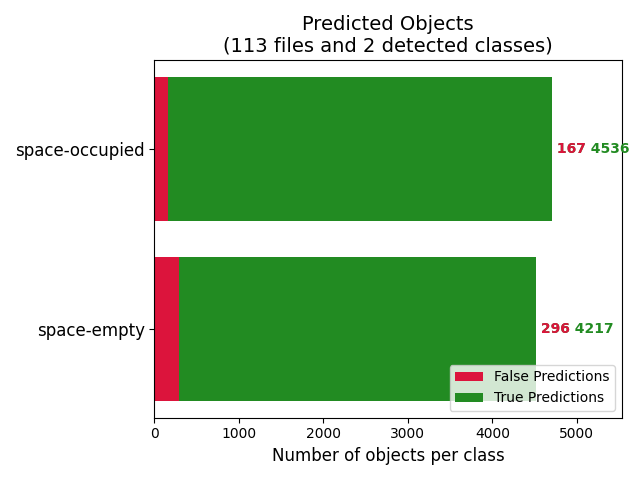 Predicted Objects
(113 files and 2 detected classes)
space-occupied
167 4536
space-empty
296 4217
False Predictions
True Predictions
0 1000 2000 3000 4000 5000
Number of objects per class